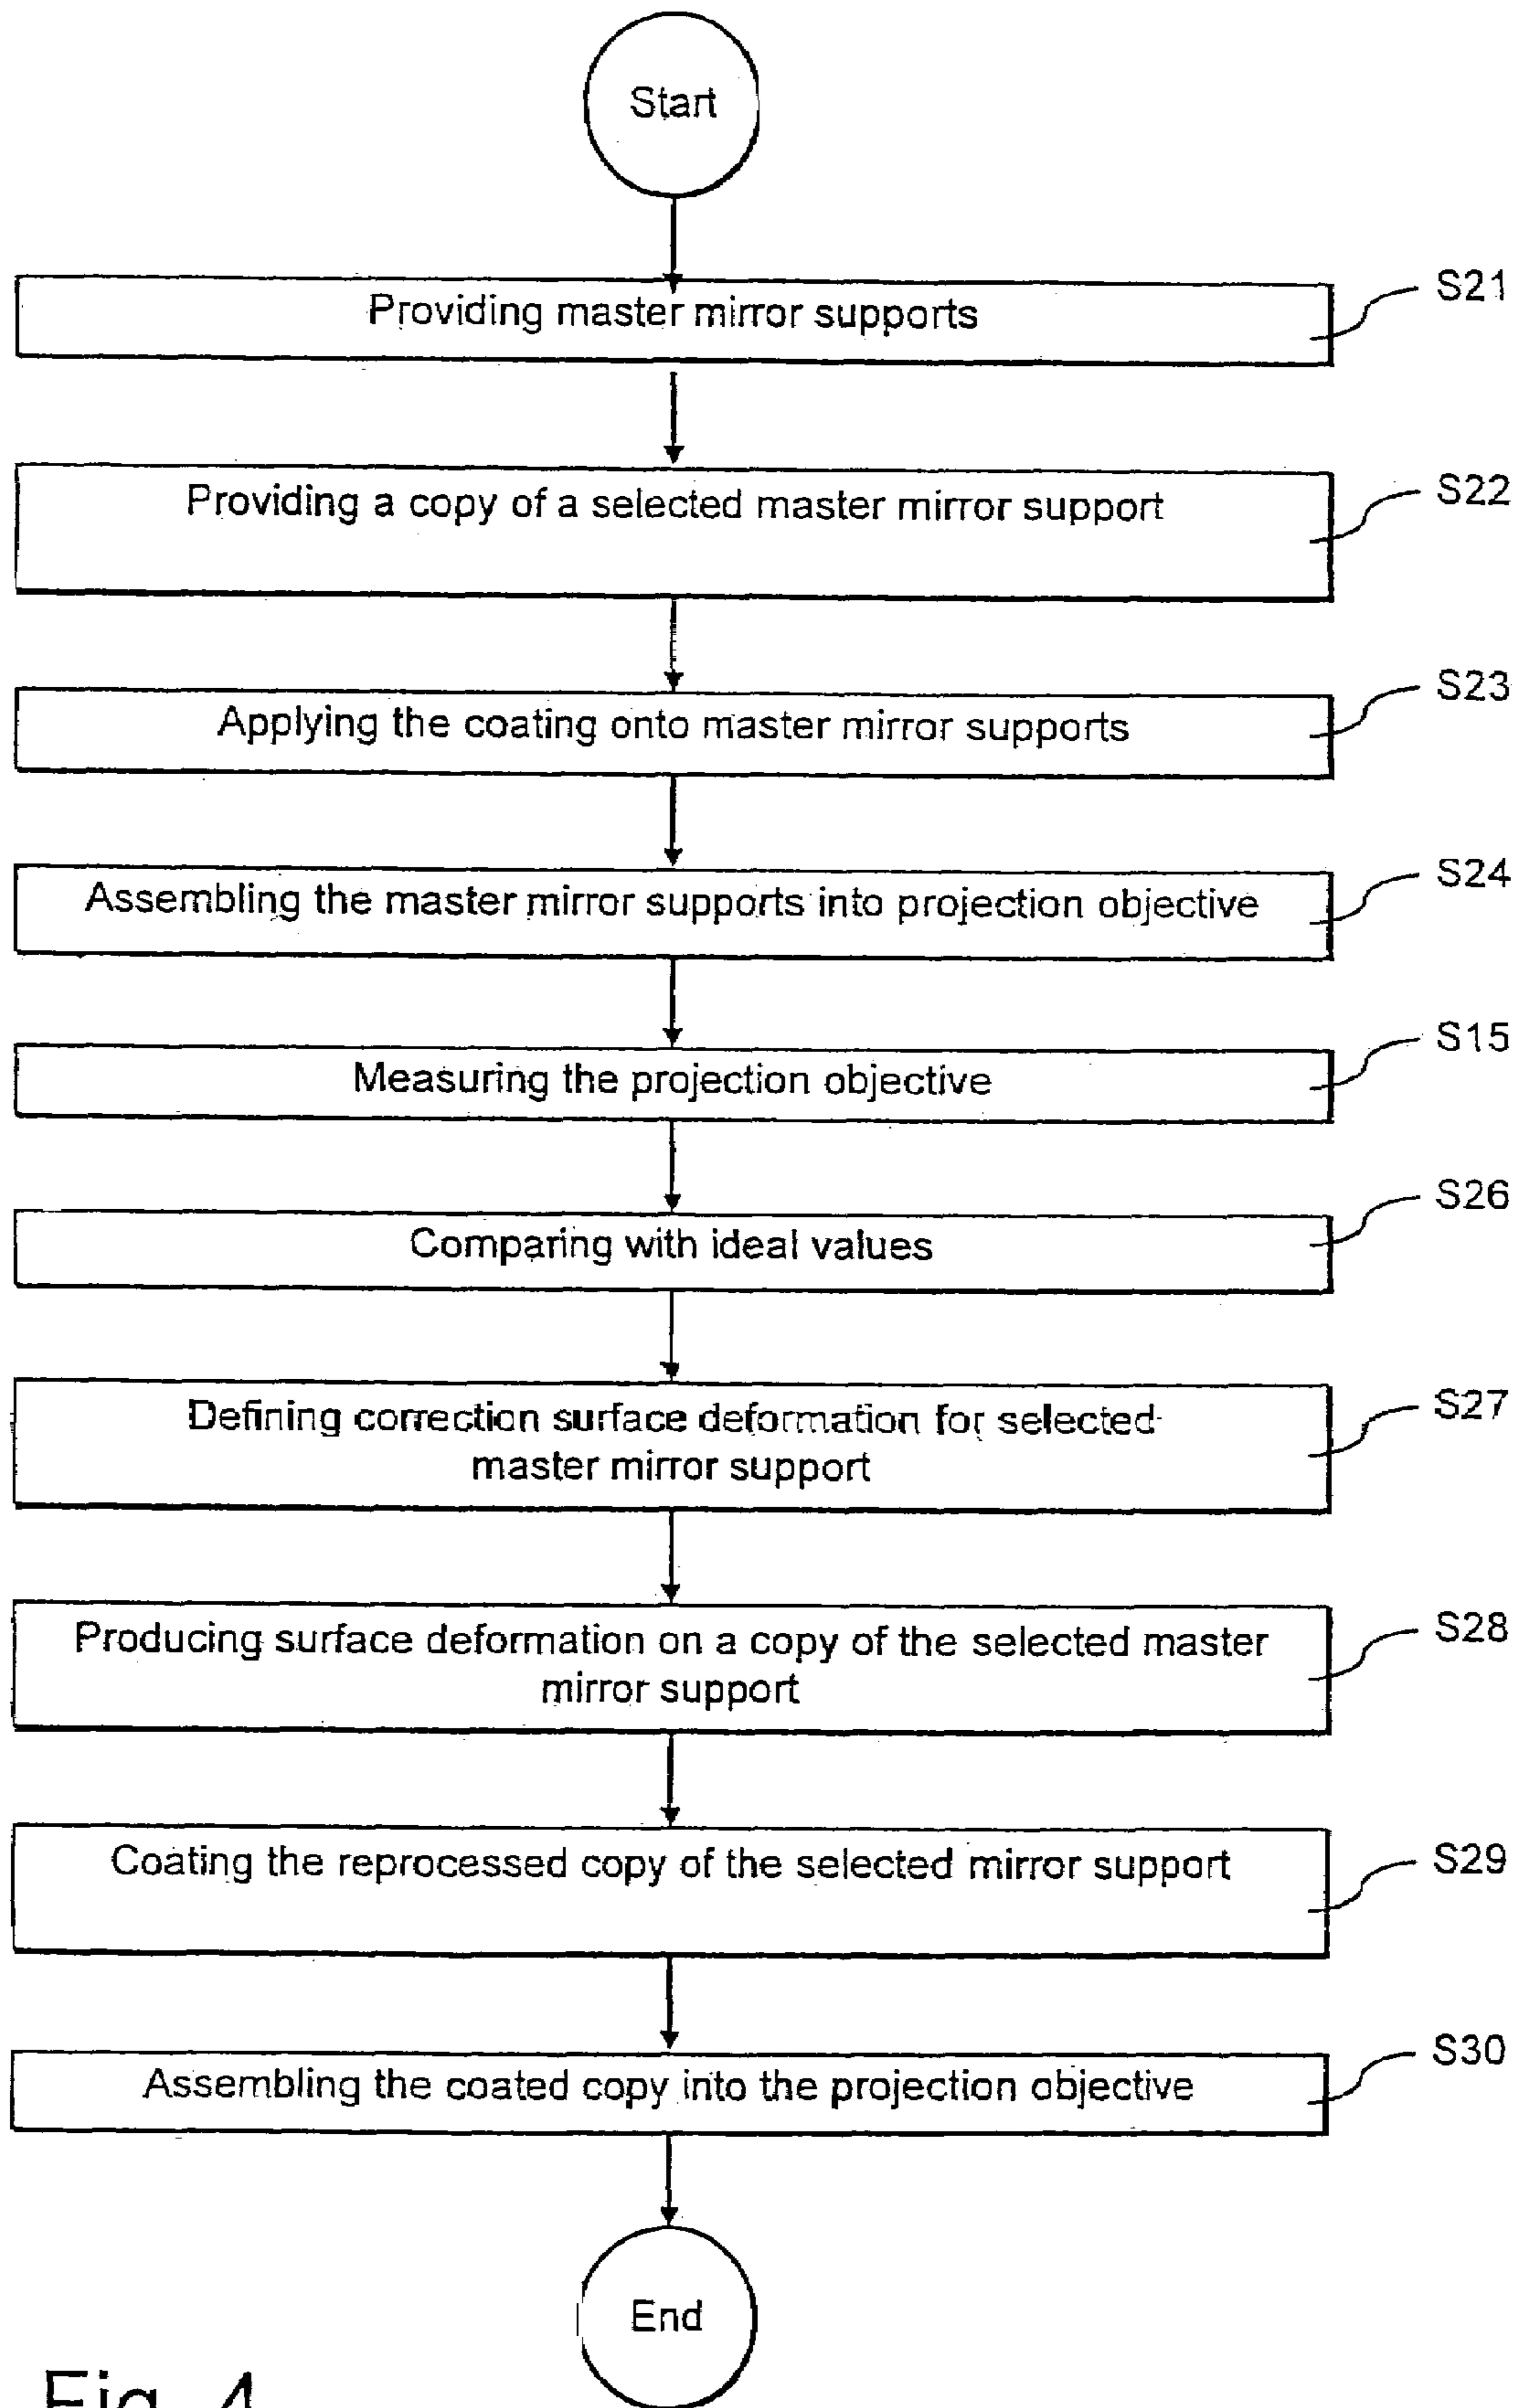 Start
Providing master mirror supports
S21
Providing a copy of a selected master mirror support
S22
Applying the coating onto master mirror supports
S23
Assembling the master mirror supports into projection objective
S24
Measuring the projection objective
S15
Comparing with ideal values
S26
Defining correction surface deformation for selected
master mirror support
S27
Producing surface deformation on a copy of the selected master
mirror support
S28
Coating the reprocessed copy of the selected mirror support
S29
Assembling the coated copy into the projection objective
S30
End
Fig. 4